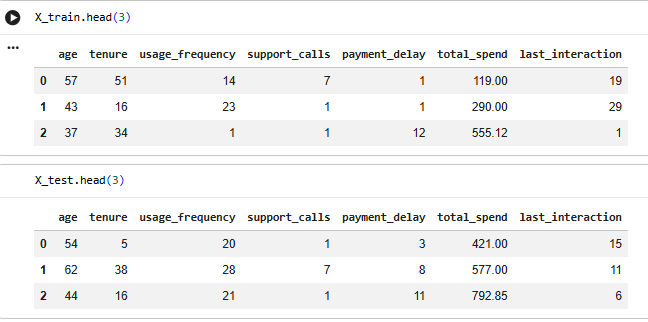 X_train.head(3)
age tenure usage_frequency support_calls payment_delay total_spend last_interaction
0 57 51 14 7 1 119.00 19
1 43 16 23 1 1 290.00 29
2 37 34 1 1 12 555.12 1
X_test.head(3)
age tenure usage_frequency support_calls payment_delay total_spend last_interaction
0 54 5 20 1 3 421.00 15
1 62 38 28 7 8 577.00 11
2 44 16 21 1 11 792.85 6